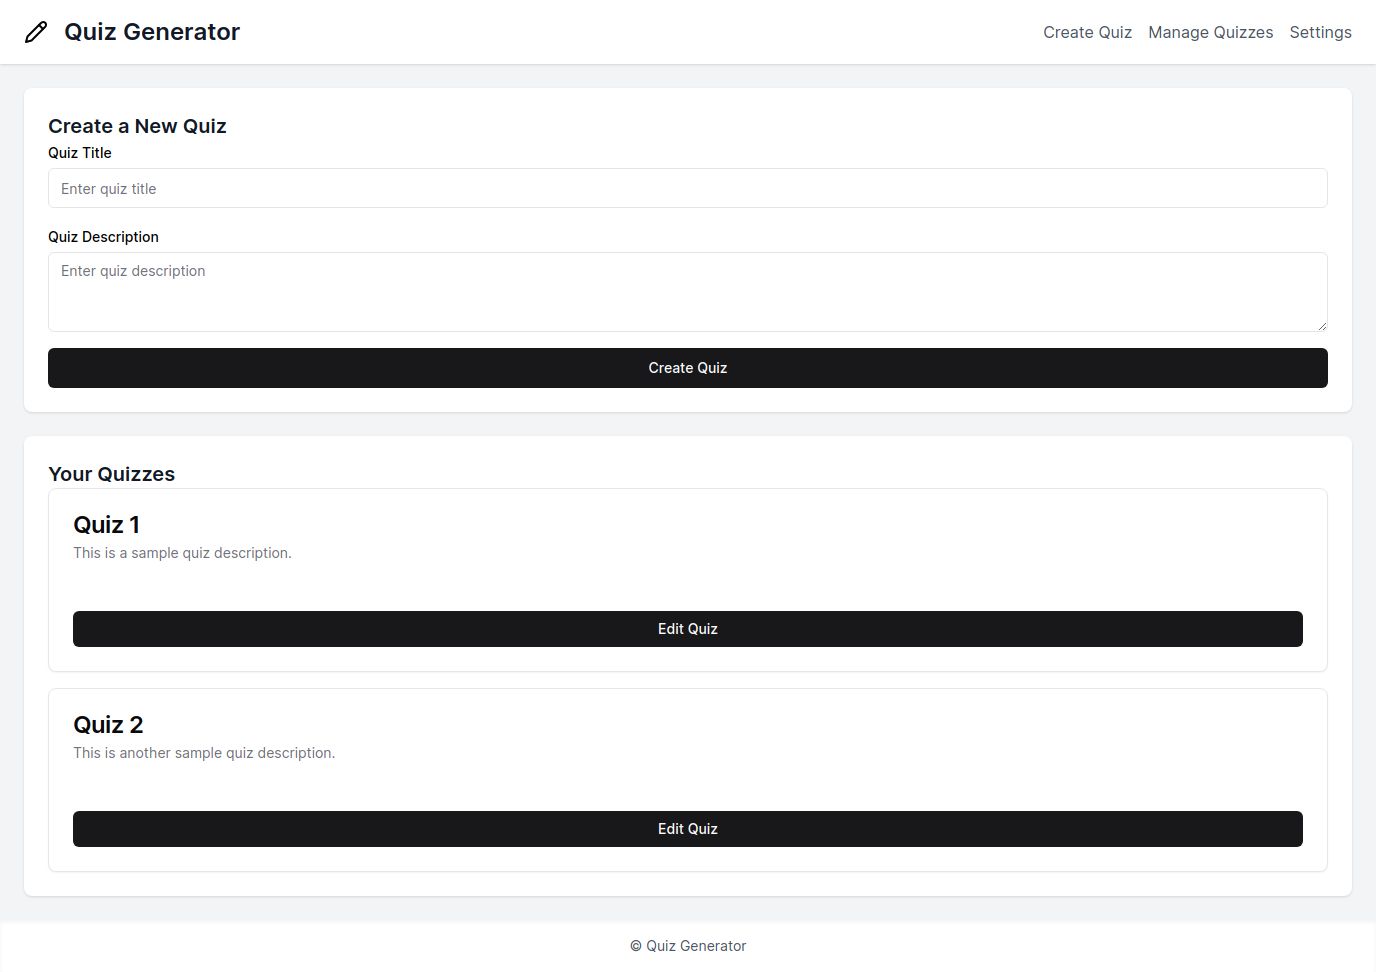 Quiz Generator
Create Quiz Manage Quizzes Settings
Create a New Quiz
Quiz Title
Enter quiz title
Quiz Description
Enter quiz description
Create Quiz
Your Quizzes
Quiz 1
This is a sample quiz description.
Edit Quiz
Quiz 2
This is another sample quiz description.
Edit Quiz
© Quiz Generator